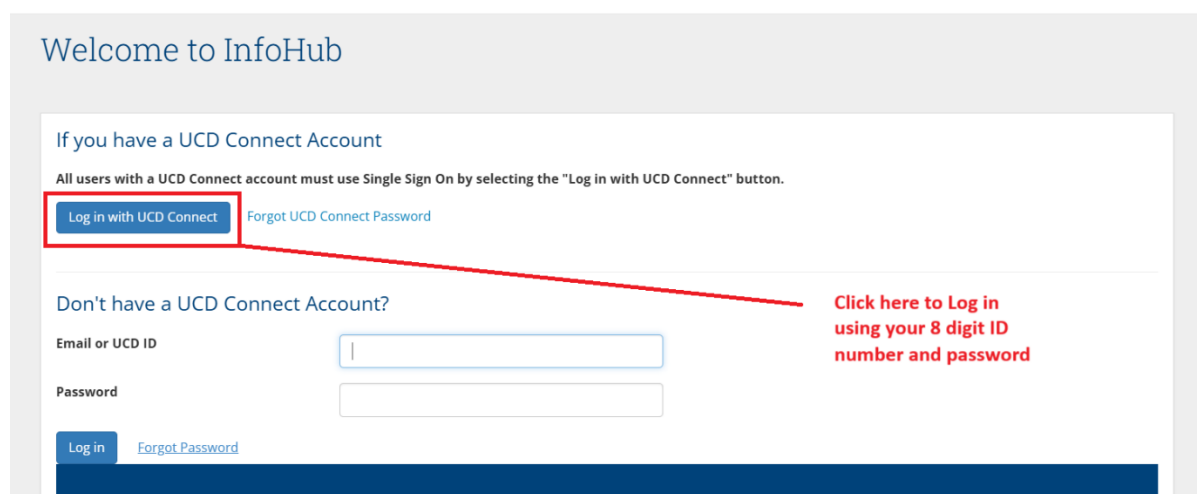 Welcome to InfoHub
If you have a UCD Connect Account
All users with a UCD Connect account must use Single Sign On by selecting the "Log in with UCD Connect" button.
Log in with UCD Connect Forgot UCD Connect Password
Don't have a UCD Connect Account?
Click here to Log in
using your 8 digit ID
number and password
Email or UCD ID
Password
Log in Forgot Password